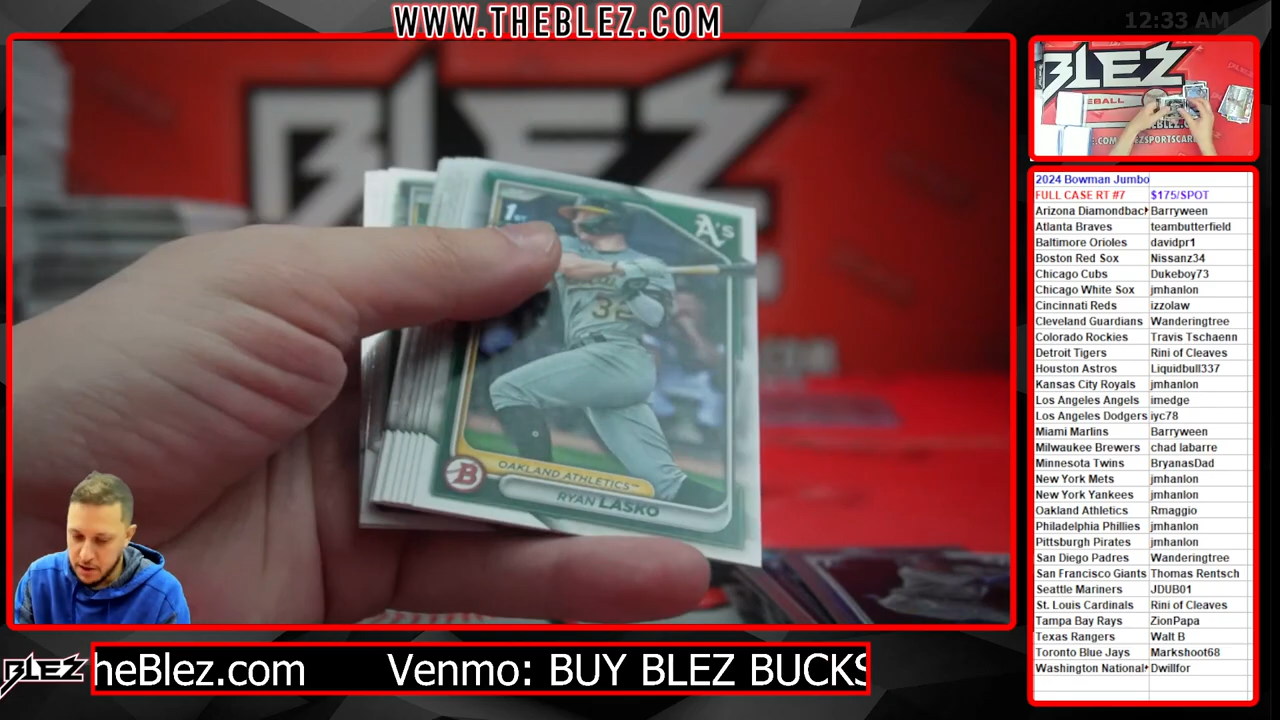 WWW.THEBLEZ.COM
12:33 AM
BLEZ
1st
A's
32
OAKLAND ATHLETICS
RYAN LASKO
B
BLEZ
2024 Bowman Jumbo
FULL CASE RT #7 $175/SPOT
Arizona Diamondbac Barryween
Atlanta Braves teambutterfield
Baltimore Orioles davidpr1
Boston Red Sox Nissanz34
Chicago Cubs Dukeboy73
Chicago White Sox jmhanlon
Cincinnati Reds izzolaw
Cleveland Guardians Wanderingtree
Colorado Rockies Travis Tschaenn
Detroit Tigers Rini of Cleaves
Houston Astros Liquidbull337
Kansas City Royals jmhanlon
Los Angeles Angels imedge
Los Angeles Dodgers iyc78
Miami Marlins Barryween
Milwaukee Brewers chad labarre
Minnesota Twins BryanasDad
New York Mets jmhanlon
New York Yankees jmhanlon
Oakland Athletics Rmaggio
Philadelphia Phillies jmhanlon
Pittsburgh Pirates jmhanlon
San Diego Padres Wanderingtree
San Francisco Giants Thomas Rentsch
Seattle Mariners JDUB01
St. Louis Cardinals Rini of Cleaves
Tampa Bay Rays ZionPapa
Texas Rangers Walt B
Toronto Blue Jays Markshoot68
Washington National Dwillfor
BLEZ
heBlez.com Venmo: BUY BLEZ BUCKS